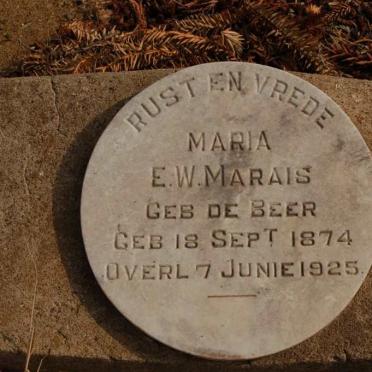 RUST EN VREDE
MARIA
E.W. MARAIS
GEB DE BEER
GEB 18 SEPT 1874
OVERL 7 JUNIE 1925.